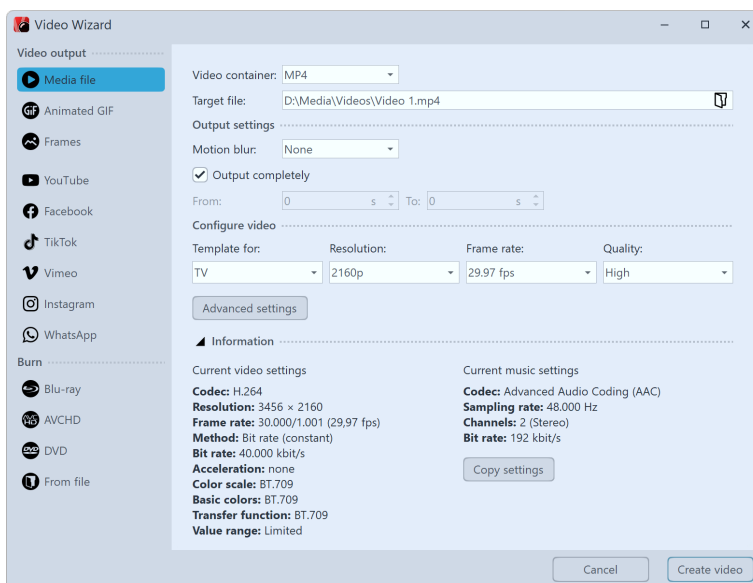 Video Wizard
Video output
Media file
GIF Animated GIF
Frames
YouTube
Facebook
TikTok
Vimeo
Instagram
WhatsApp
Burn
Blu-ray
AVCHD
DVD
From file
Video container: MP4
Target file: D:\Media\Videos\Video 1.mp4
Output settings
Motion blur: None
Output completely
From: 0 s To: 0 s
Configure video
Template for: Resolution: Frame rate: Quality:
TV 2160p 29.97 fps High
Advanced settings
Information
Current video settings
Codec: H.264
Resolution: 3456 × 2160
Frame rate: 30.000/1.001 (29,97 fps)
Method: Bit rate (constant)
Bit rate: 40.000 kbit/s
Acceleration: none
Color scale: BT.709
Basic colors: BT.709
Transfer function: BT.709
Value range: Limited
Current music settings
Codec: Advanced Audio Coding (AAC)
Sampling rate: 48.000 Hz
Channels: 2 (Stereo)
Bit rate: 192 kbit/s
Copy settings
Cancel Create video